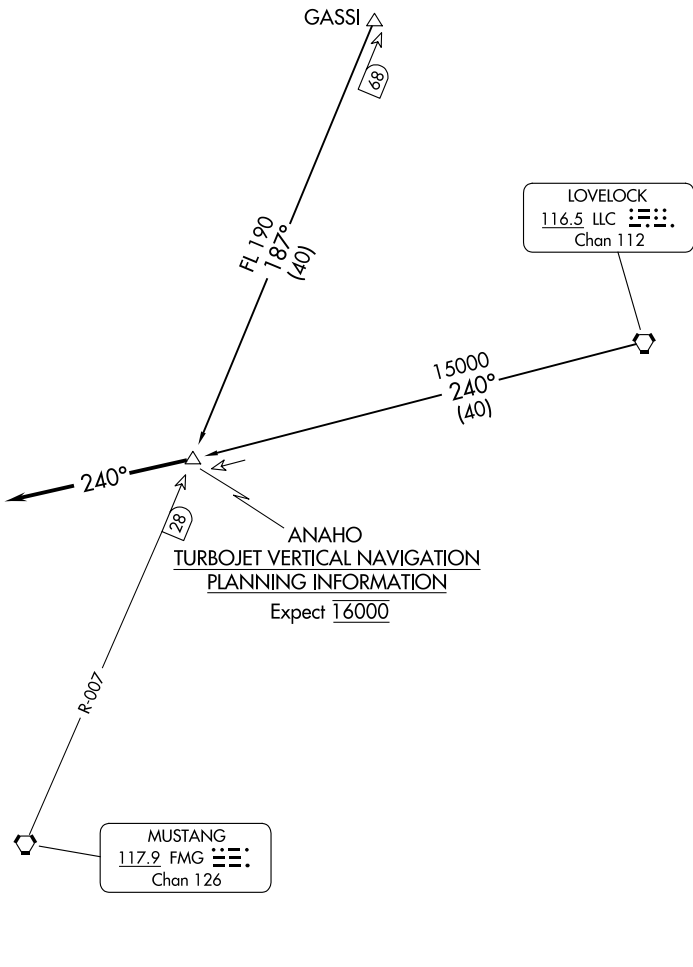 GASSI
68
FL 190
187°
(40)
LOVELOCK
116.5 LLC
Chan 112
15000
240°
(40)
240°
28
ANAHO
TURBOJET VERTICAL NAVIGATION
PLANNING INFORMATION
Expect 16000
R-007
MUSTANG
117.9 FMG
Chan 126